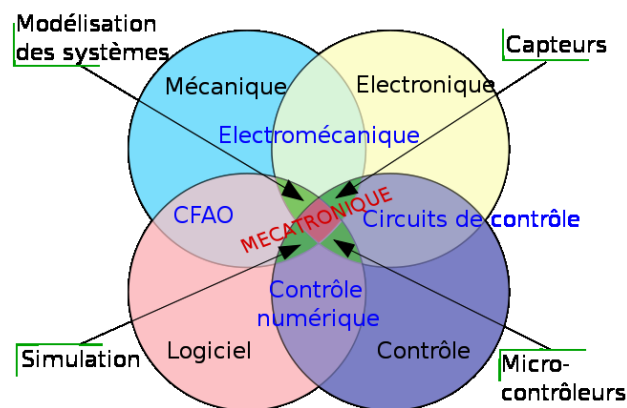 Modélisation
des systèmes
Capteurs
Mécanique
Electronique
Electromécanique
CFAO
MECATRONIQUE
Circuits de contrôle
Contrôle
numérique
Simulation
Logiciel
Contrôle
Micro-
contrôleurs